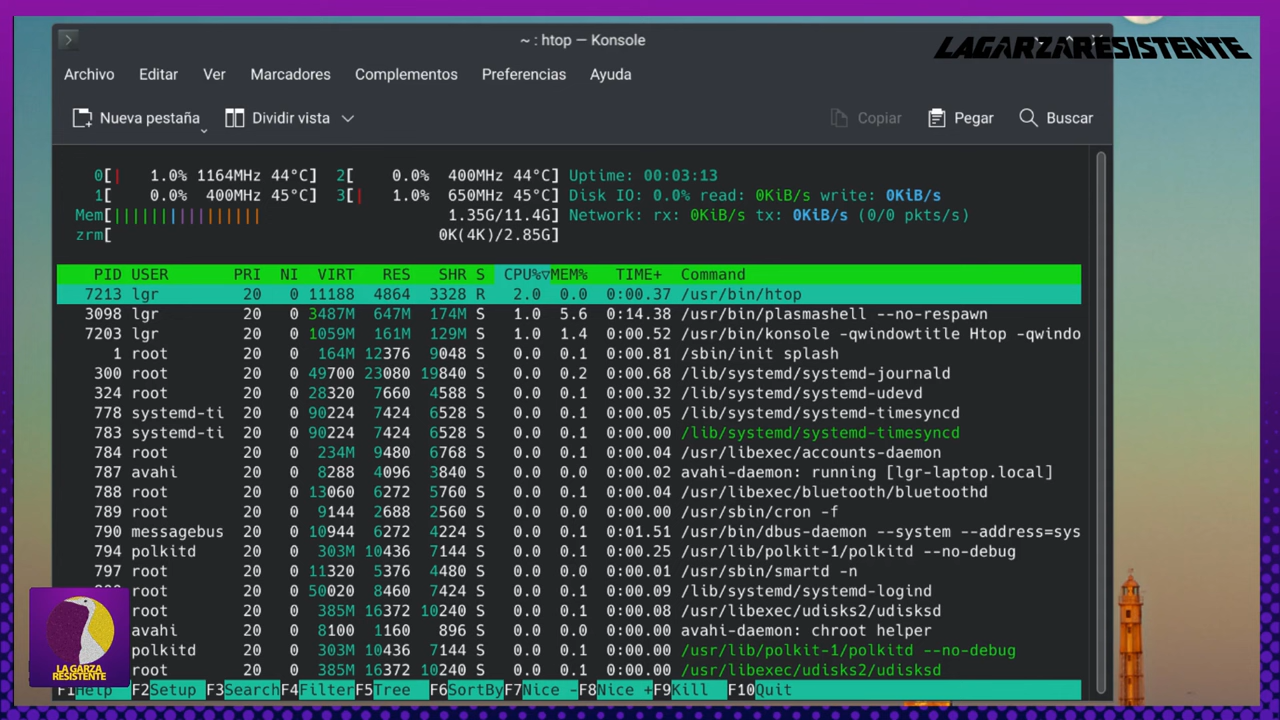 ~ : htop — Konsole
LAGARZARESISTENTE
Archivo Editar Ver Marcadores Complementos Preferencias Ayuda
Nueva pestaña Dividir vista Copiar Pegar Buscar
0[| 1.0% 1164MHz 44°C] 2[ 0.0% 400MHz 44°C] Uptime: 00:03:13
1[ 0.0% 400MHz 45°C] 3[| 1.0% 650MHz 45°C] Disk IO: 0.0% read: 0KiB/s write: 0KiB/s
Mem[||||||||||||||||||| 1.35G/11.4G] Network: rx: 0KiB/s tx: 0KiB/s (0/0 pkts/s)
zrm[ 0K(4K)/2.85G]
PID USER PRI NI VIRT RES SHR S CPU%▽MEM% TIME+ Command
7213 lgr 20 0 11188 4864 3328 R 2.0 0.0 0:00.37 /usr/bin/htop
3098 lgr 20 0 3487M 647M 174M S 1.0 5.6 0:14.38 /usr/bin/plasmashell --no-respawn
7203 lgr 20 0 1059M 161M 129M S 1.0 1.4 0:00.52 /usr/bin/konsole -qwindowtitle Htop -qwindo
1 root 20 0 164M 12376 9048 S 0.0 0.1 0:00.81 /sbin/init splash
300 root 20 0 49700 23080 19840 S 0.0 0.2 0:00.68 /lib/systemd/systemd-journald
324 root 20 0 28320 7660 4728 S 0.0 0.1 0:00.32 /lib/systemd/systemd-udevd
778 systemd-ti 20 0 90224 7424 6528 S 0.0 0.1 0:00.05 /lib/systemd/systemd-timesyncd
783 systemd-ti 20 0 90224 7424 6528 S 0.0 0.1 0:00.00 /lib/systemd/systemd-timesyncd
784 root 20 0 234M 9480 6768 S 0.0 0.1 0:00.04 /usr/libexec/accounts-daemon
787 avahi 20 0 8288 4096 3840 S 0.0 0.0 0:00.02 avahi-daemon: running [lgr-laptop.local]
788 root 20 0 13060 6272 5760 S 0.0 0.1 0:00.04 /usr/libexec/bluetooth/bluetoothd
789 root 20 0 9144 2688 2560 S 0.0 0.0 0:00.00 /usr/sbin/cron -f
790 messagebus 20 0 10944 6272 4224 S 0.0 0.1 0:01.51 /usr/bin/dbus-daemon --system --address=sys
794 polkitd 20 0 303M 10436 7144 S 0.0 0.1 0:00.25 /usr/lib/polkit-1/polkitd --no-debug
797 root 20 0 11320 5376 4480 S 0.0 0.0 0:00.01 /usr/sbin/smartd -n
root 20 0 50020 8960 7424 S 0.0 0.1 0:00.09 /lib/systemd/systemd-logind
root 20 0 385M 16372 10240 S 0.0 0.1 0:00.08 /usr/libexec/udisks2/udisksd
avahi 20 0 8100 1160 896 S 0.0 0.0 0:00.00 avahi-daemon: chroot helper
polkitd 20 0 303M 10436 7144 S 0.0 0.1 0:00.00 /usr/lib/polkit-1/polkitd --no-debug
root 20 0 385M 16372 10240 S 0.0 0.1 0:00.00 /usr/libexec/udisks2/udisksd
F1Help F2Setup F3Search F4Filter F5Tree F6SortBy F7Nice - F8Nice + F9Kill F10Quit
LA GARZA
RESISTENTE